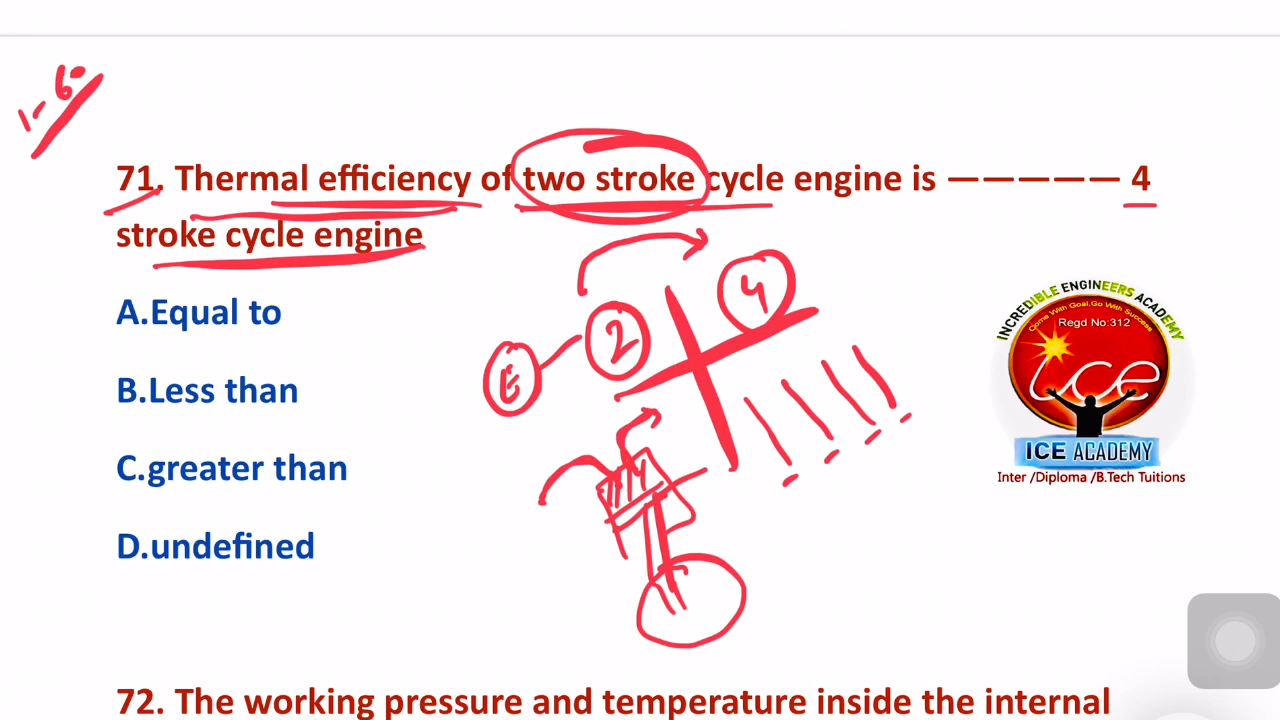 1- 60
71. Thermal efficiency of two stroke cycle engine is — — — — — 4
stroke cycle engine
A.Equal to
B.Less than
C.greater than
D.undefined
2
4
E
INCREDIBLE ENGINEERS ACADEMY
Come With Goal,Go With Success
Regd No:312
ice
ICE ACADEMY
Inter /Diploma /B.Tech Tuitions
72. The working pressure and temperature inside the internal